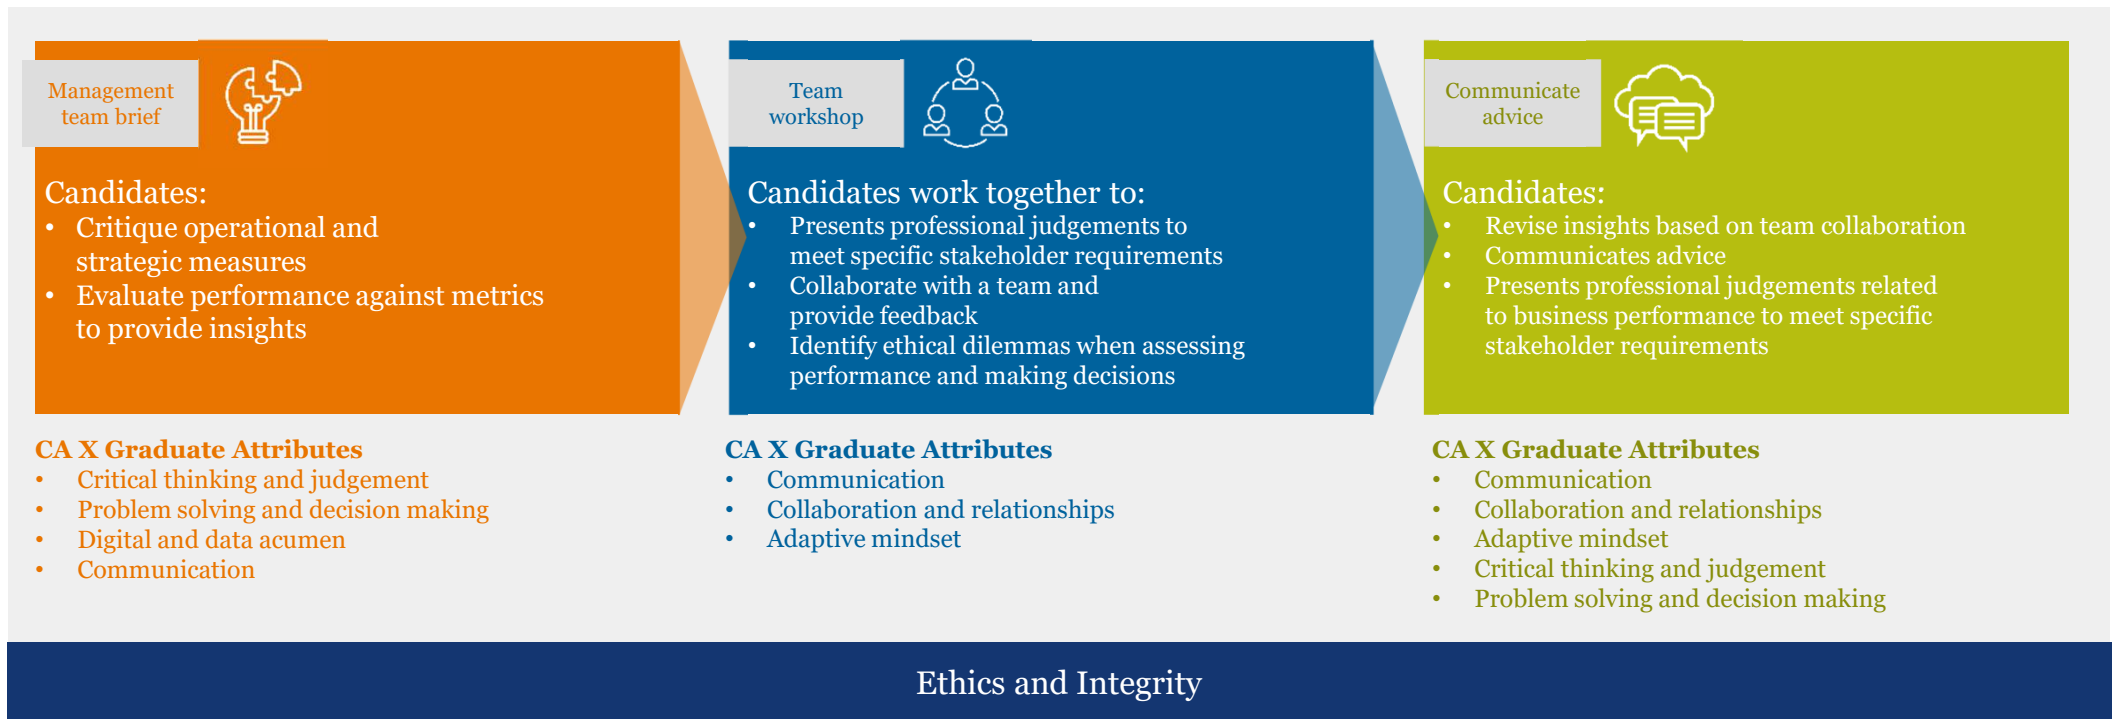 Management
team brief
Candidates:
• Critique operational and
strategic measures
• Evaluate performance against metrics
to provide insights
CA X Graduate Attributes
• Critical thinking and judgement
• Problem solving and decision making
• Digital and data acumen
• Communication
Team
workshop
Candidates work together to:
• Presents professional judgements to
meet specific stakeholder requirements
• Collaborate with a team and
provide feedback
• Identify ethical dilemmas when assessing
performance and making decisions
CA X Graduate Attributes
• Communication
• Collaboration and relationships
• Adaptive mindset
Communicate
advice
Candidates:
• Revise insights based on team collaboration
• Communicates advice
• Presents professional judgements related
to business performance to meet specific
stakeholder requirements
CA X Graduate Attributes
• Communication
• Collaboration and relationships
• Adaptive mindset
• Critical thinking and judgement
• Problem solving and decision making
Ethics and Integrity